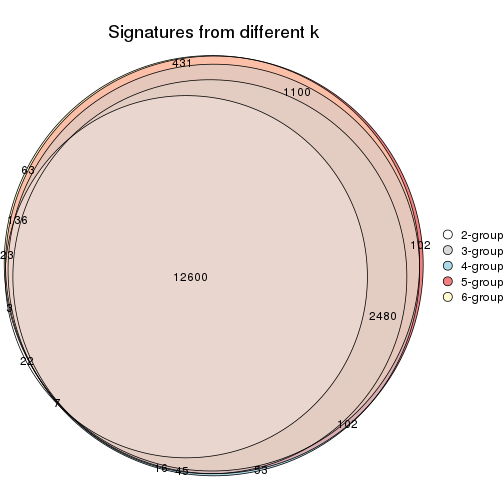 Signatures from different k
431
1100
63
136
102
23
12600
3
2480
22
7
102
16
45
53
2-group
3-group
4-group
5-group
6-group